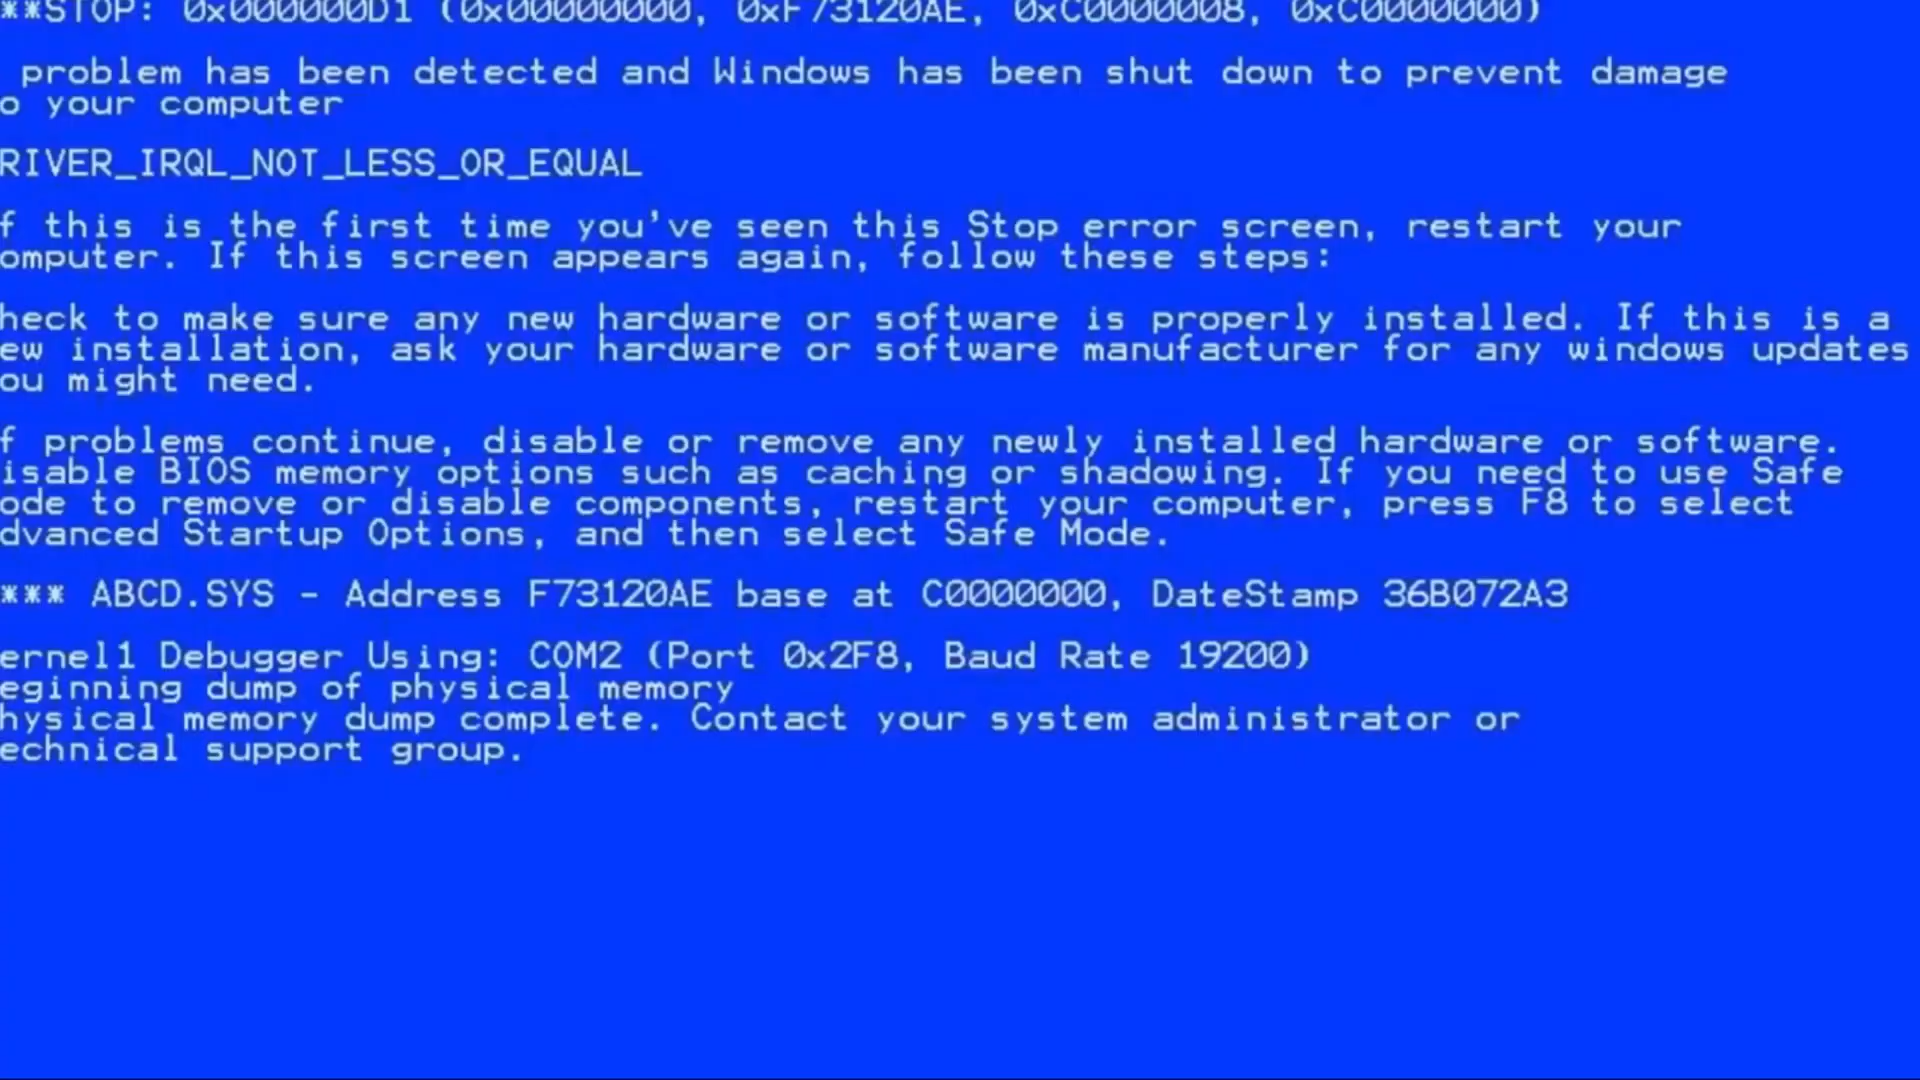 **STOP: 0x000000D1 (0x00000000, 0xF73120AE, 0xC0000008, 0xC0000000)
problem has been detected and Windows has been shut down to prevent damage
o your computer
RIVER_IRQL_NOT_LESS_OR_EQUAL
f this is the first time you've seen this Stop error screen, restart your
omputer. If this screen appears again, follow these steps:
heck to make sure any new hardware or software is properly installed. If this is a
ew installation, ask your hardware or software manufacturer for any windows updates
ou might need.
f problems continue, disable or remove any newly installed hardware or software.
isable BIOS memory options such as caching or shadowing. If you need to use Safe
ode to remove or disable components, restart your computer, press F8 to select
dvanced Startup Options, and then select Safe Mode.
*** ABCD.SYS - Address F73120AE base at C0000000, DateStamp 36B072A3
ernel1 Debugger Using: COM2 (Port 0x2F8, Baud Rate 19200)
eginning dump of physical memory
hysical memory dump complete. Contact your system administrator or
echnical support group.